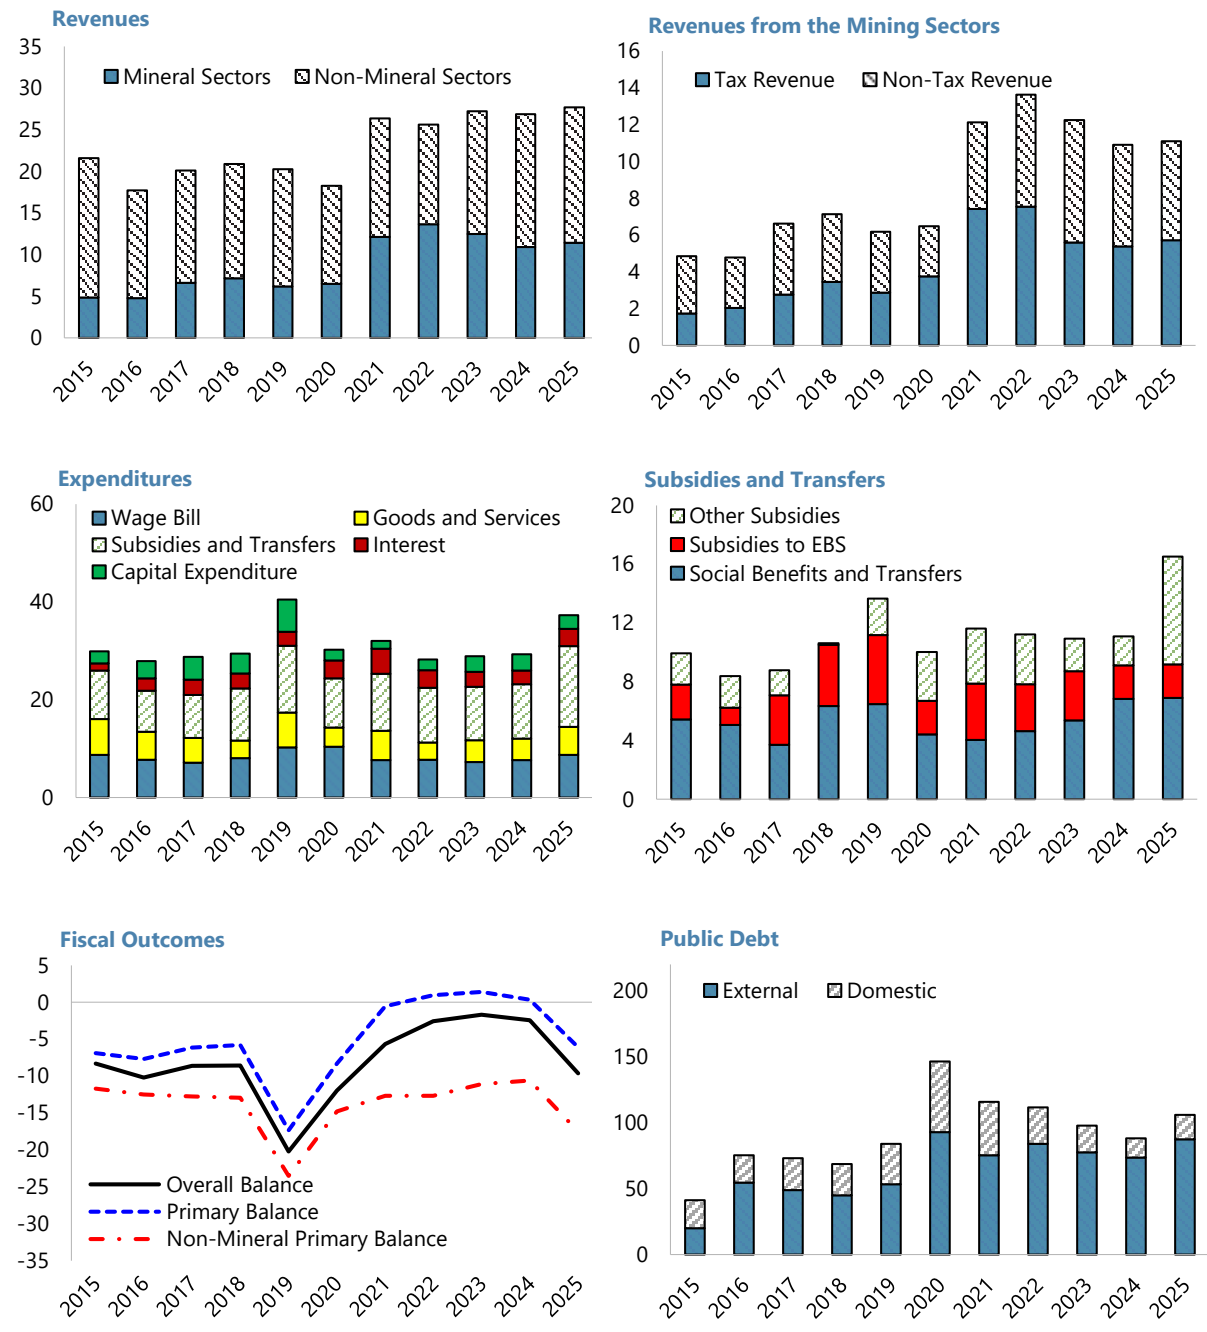 Revenues
35
30
25
20
15
10
5
0
Mineral Sectors Non-Mineral Sectors
2015 2016 2017 2018 2019 2020 2021 2022 2023 2024 2025
Revenues from the Mining Sectors
16
14
12
10
8
6
4
2
0
Tax Revenue Non-Tax Revenue
2015 2016 2017 2018 2019 2020 2021 2022 2023 2024 2025
Expenditures
60
40
20
0
Wage Bill Goods and Services
Subsidies and Transfers Interest
Capital Expenditure
2015 2016 2017 2018 2019 2020 2021 2022 2023 2024 2025
Subsidies and Transfers
20
16
12
8
4
0
Other Subsidies
Subsidies to EBS
Social Benefits and Transfers
2015 2016 2017 2018 2019 2020 2021 2022 2023 2024 2025
Fiscal Outcomes
5
0
-5
-10
-15
-20
-25
-30
-35
Overall Balance
Primary Balance
Non-Mineral Primary Balance
2015 2016 2017 2018 2019 2020 2021 2022 2023 2024 2025
Public Debt
200
150
100
50
0
External Domestic
2015 2016 2017 2018 2019 2020 2021 2022 2023 2024 2025